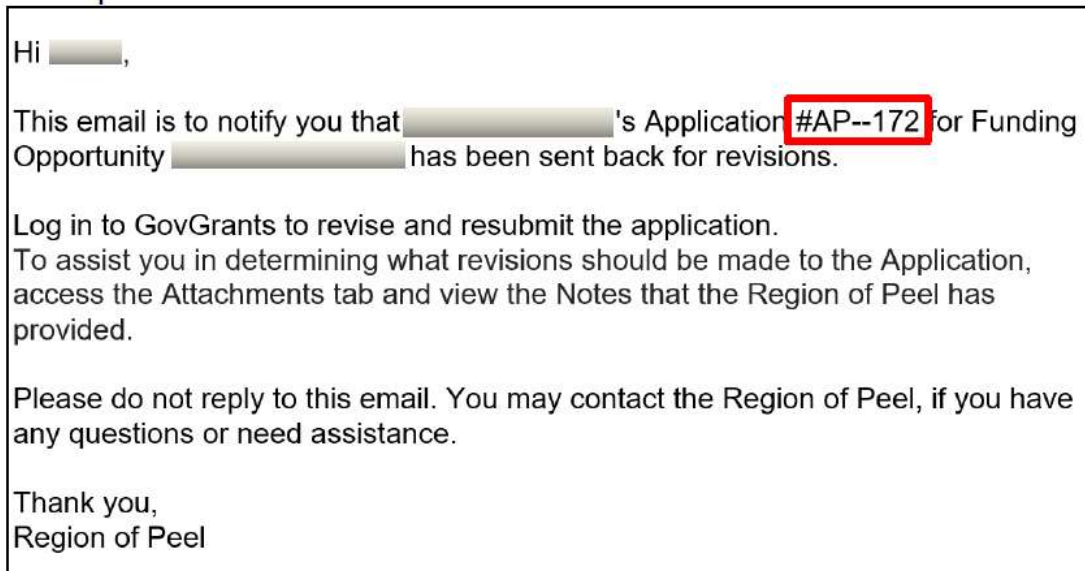 Hi ,
This email is to notify you that 's Application #AP--172 for Funding
Opportunity has been sent back for revisions.
Log in to GovGrants to revise and resubmit the application.
To assist you in determining what revisions should be made to the Application,
access the Attachments tab and view the Notes that the Region of Peel has
provided.
Please do not reply to this email. You may contact the Region of Peel, if you have
any questions or need assistance.
Thank you,
Region of Peel